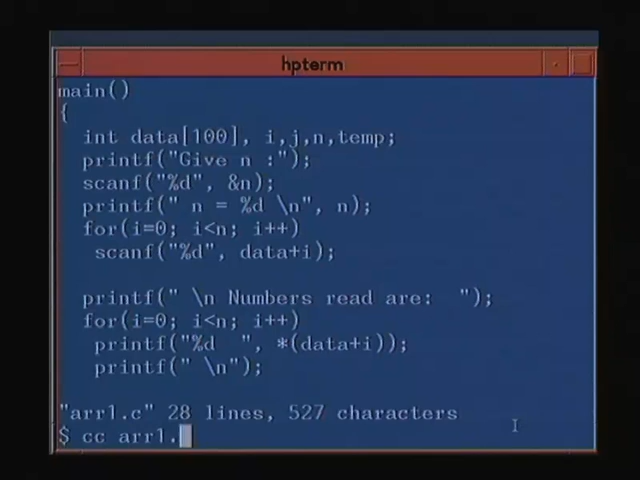 hpterm
main()
{
int data[100], i,j,n,temp;
printf("Give n :");
scanf("%d", &n);
printf(" n = %d \n", n);
for(i=0; i<n; i++)
scanf("%d", data+i);
printf(" \n Numbers read are:  ");
for(i=0; i<n; i++)
printf("%d  ", *(data+i));
printf(" \n");
"arr1.c" 28 lines, 527 characters
$ cc arr1.